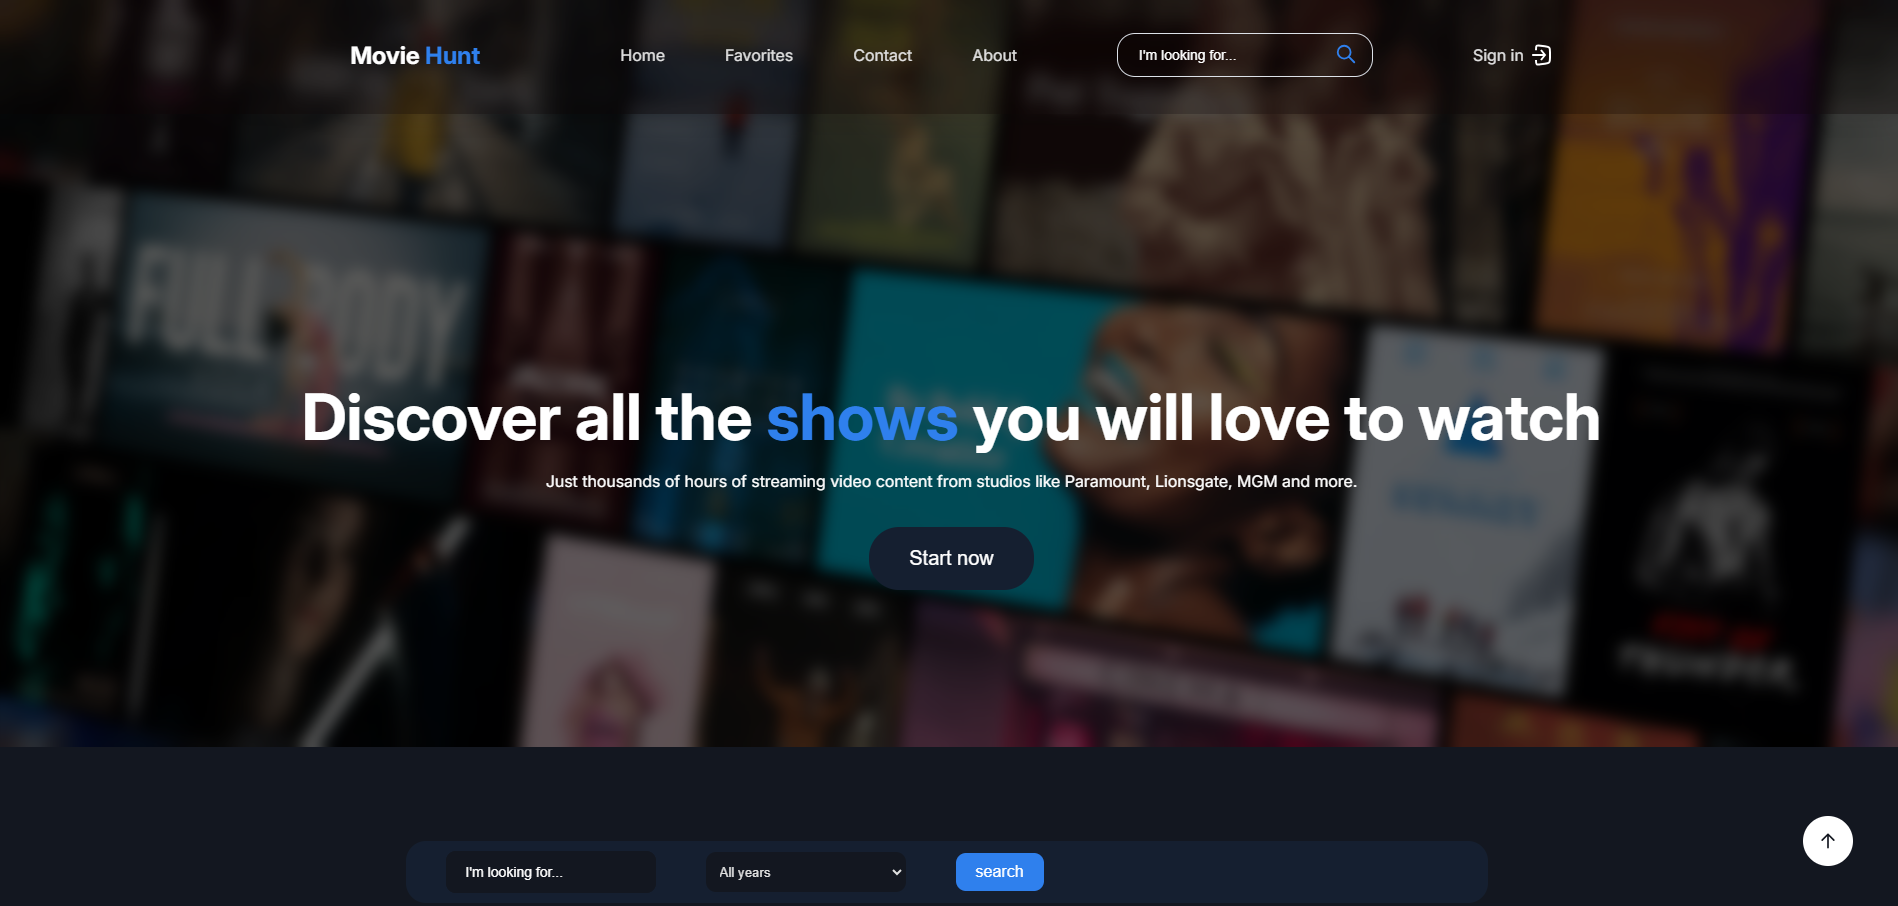 Movie Hunt
Home
Favorites
Contact
About
I'm looking for...
Sign in
FULL BODY
Discover all the shows you will love to watch
Just thousands of hours of streaming video content from studios like Paramount, Lionsgate, MGM and more.
Start now
I'm looking for...
All years
search